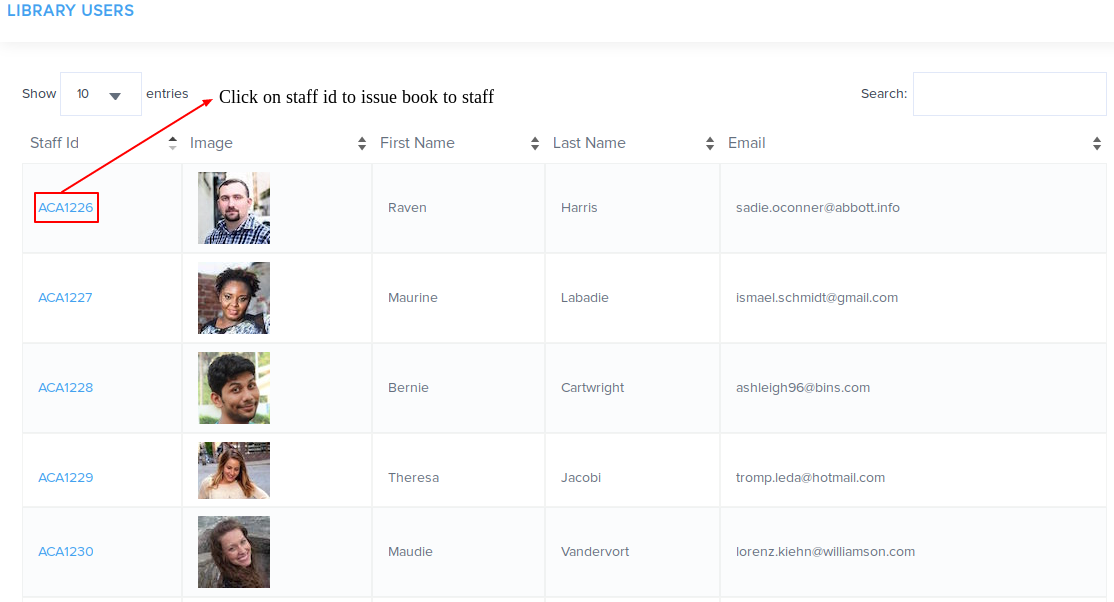 LIBRARY USERS
Show 10 entries Click on staff id to issue book to staff Search:
Staff Id Image First Name Last Name Email
ACA1226 Raven Harris sadie.oconner@abbott.info
ACA1227 Maurine Labadie ismael.schmidt@gmail.com
ACA1228 Bernie Cartwright ashleigh96@bins.com
ACA1229 Theresa Jacobi tromp.leda@hotmail.com
ACA1230 Maudie Vandervort lorenz.kiehn@williamson.com